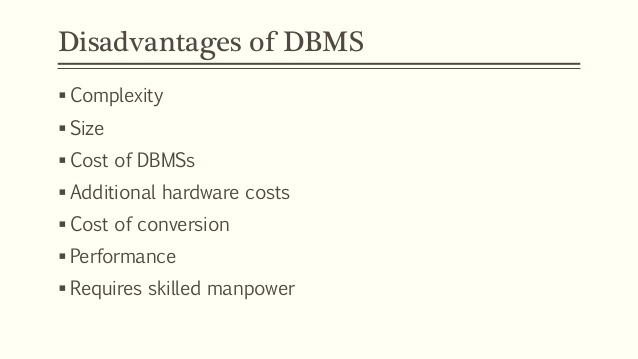 Disadvantages of DBMS
▪ Complexity
▪ Size
▪ Cost of DBMSs
▪ Additional hardware costs
▪ Cost of conversion
▪ Performance
▪ Requires skilled manpower